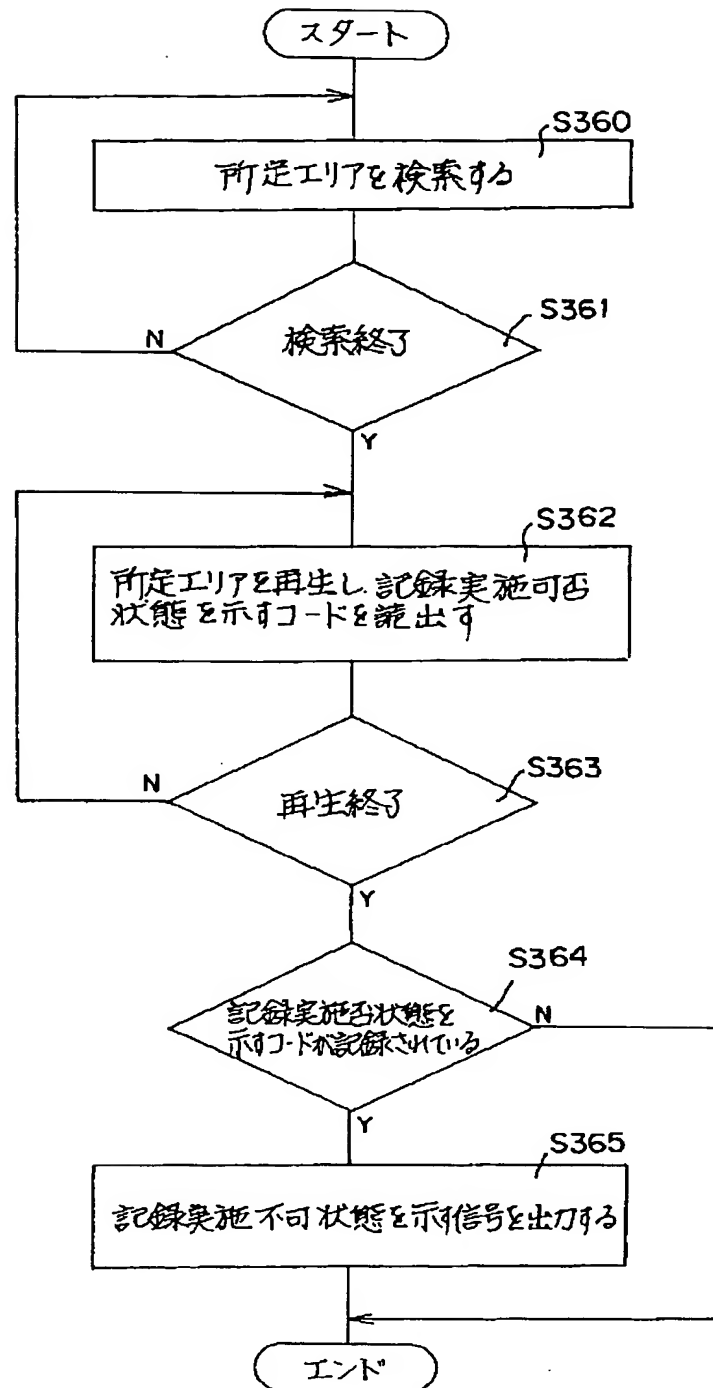 スタート
S360
所定エリアを検索する
S361
検索終了
N
Y
S362
所定エリアを再生し、記録実施可否
状態を示すコードを読出す
S363
再生終了
N
Y
S364
記録実施否状態を
示すコードが記録されている
N
Y
S365
記録実施不可状態を示す信号を出力する
エンド